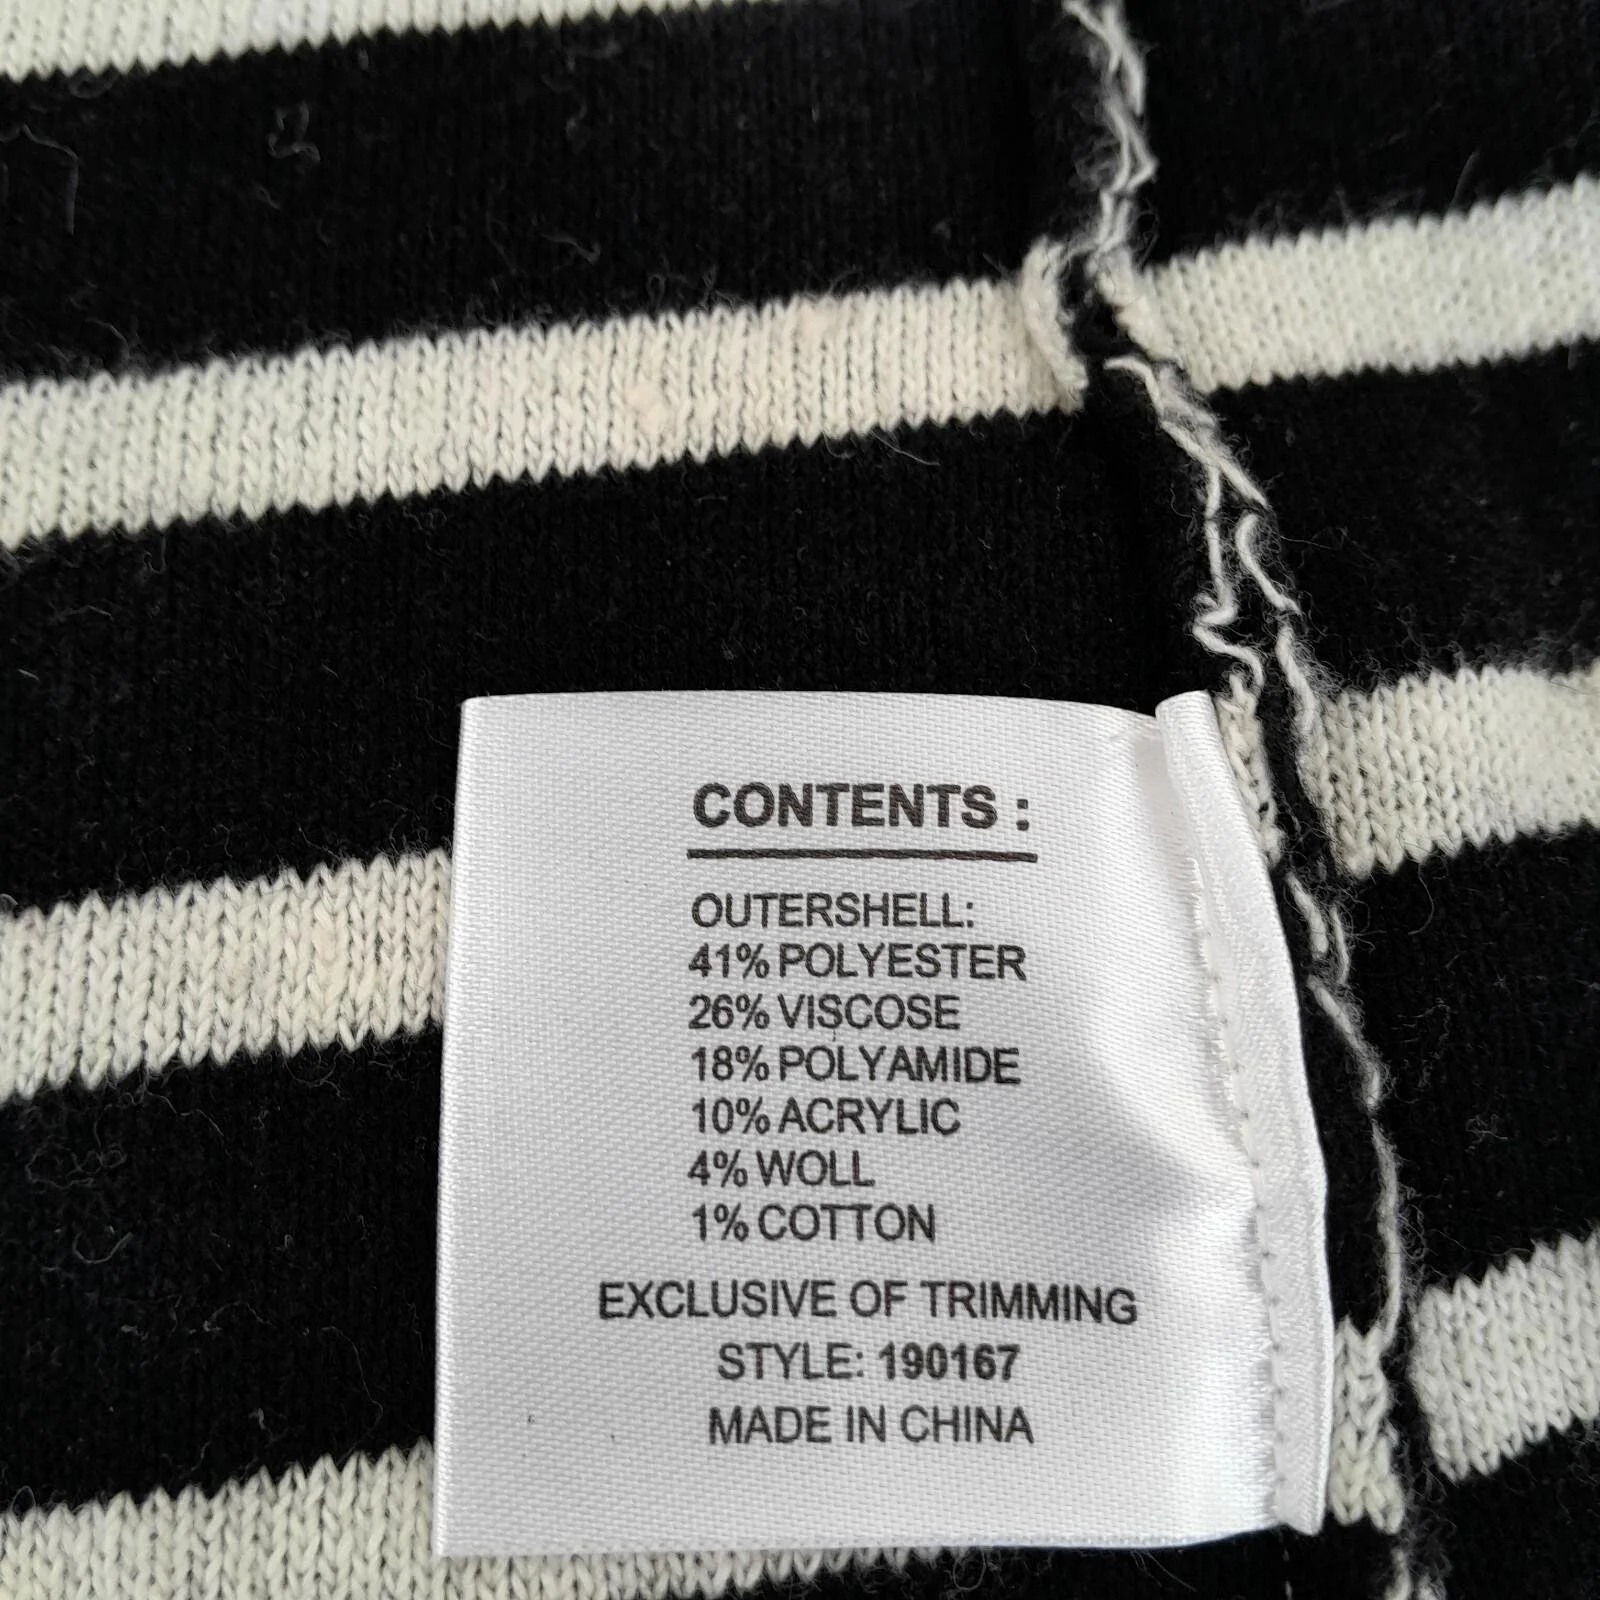 CONTENTS :
OUTERSHELL:
41% POLYESTER
26% VISCOSE
18% POLYAMIDE
10% ACRYLIC
4% WOLL
1% COTTON
EXCLUSIVE OF TRIMMING
STYLE: 190167
MADE IN CHINA